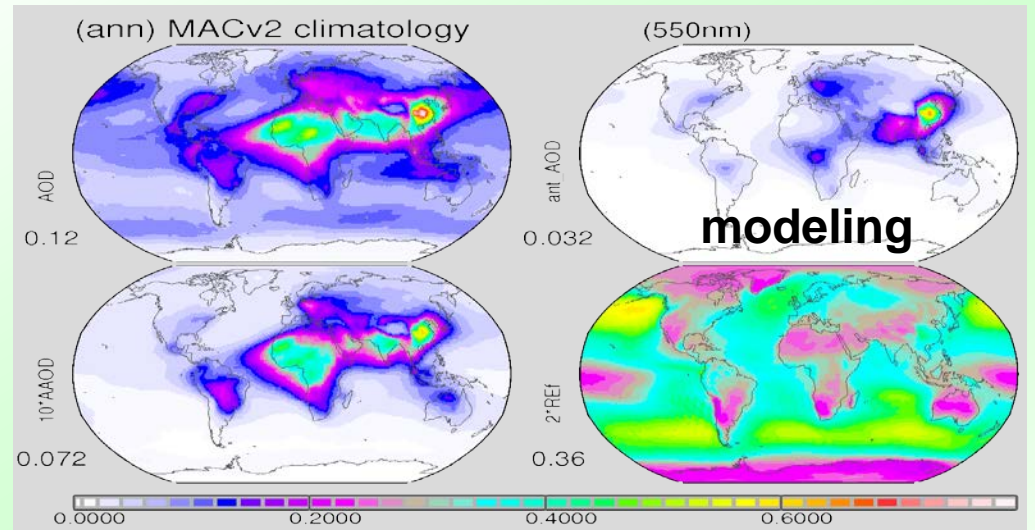 (ann) MACv2 climatology
(550nm)
AOD
0.12
ant_AOD
0.032
modeling
10*AAOD
0.072
2*REf
0.36
0.0000 0.2000 0.4000 0.6000